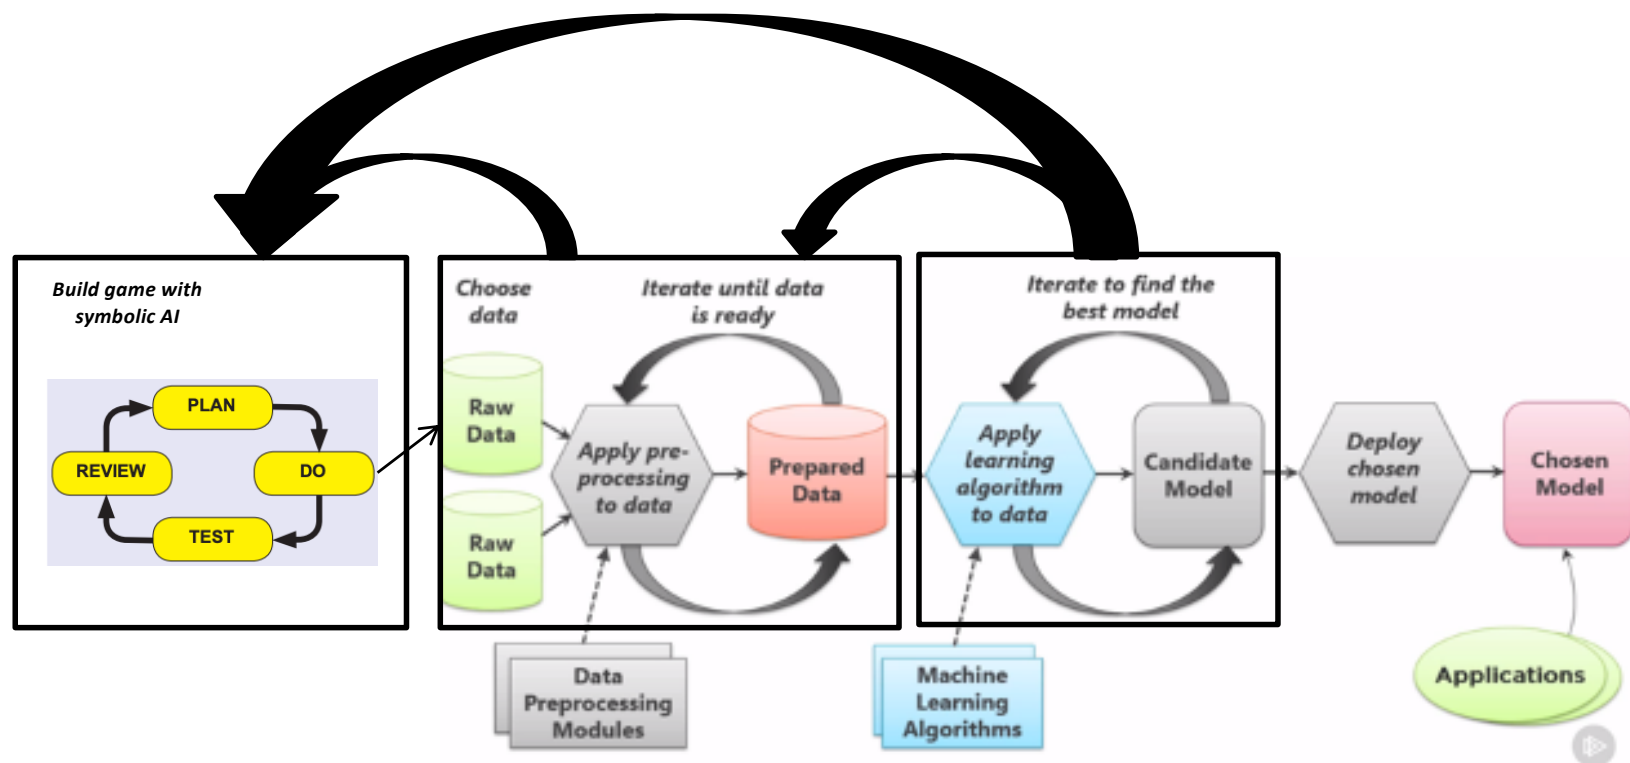 Build game with
symbolic AI
PLAN
REVIEW
DO
TEST
Choose
data
Iterate until data
is ready
Raw
Data
Raw
Data
Apply pre-
processing
to data
Prepared
Data
Data
Preprocessing
Modules
Iterate to find the
best model
Apply
learning
algorithm
to data
Candidate
Model
Machine
Learning
Algorithms
Deploy
chosen
model
Chosen
Model
Applications